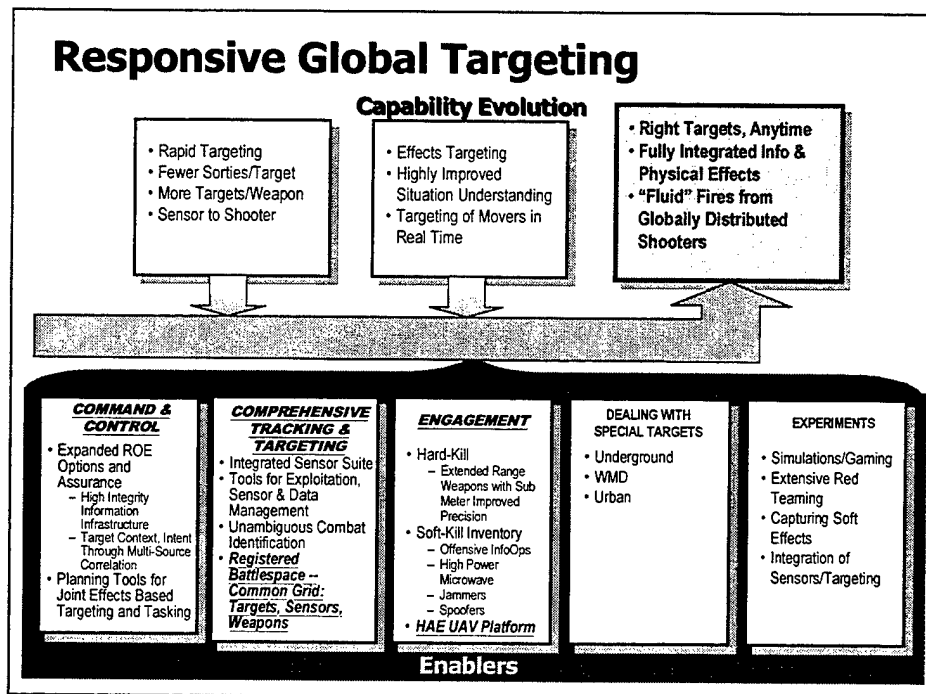 Responsive Global Targeting
Capability Evolution
• Rapid Targeting
• Fewer Sorties/Target
• More Targets/Weapon
• Sensor to Shooter
• Effects Targeting
• Highly Improved
Situation Understanding
• Targeting of Movers in
Real Time
• Right Targets, Anytime
• Fully Integrated Info &
Physical Effects
• "Fluid" Fires from
Globally Distributed
Shooters
COMMAND &
CONTROL
• Expanded ROE
Options and
Assurance
– High Integrity
Information
Infrastructure
– Target Context, Intent
Through Multi-Source
Correlation
• Planning Tools for
Joint Effects Based
Targeting and Tasking
COMPREHENSIVE
TRACKING &
TARGETING
• Integrated Sensor Suite
• Tools for Exploitation,
Sensor & Data
Management
• Unambiguous Combat
Identification
• Registered
Battlespace --
Common Grid:
Targets, Sensors,
Weapons
ENGAGEMENT
• Hard-Kill
– Extended Range
Weapons with Sub
Meter Improved
Precision
• Soft-Kill Inventory
– Offensive InfoOps
– High Power
Microwave
– Jammers
– Spoofers
• HAE UAV Platform
DEALING WITH
SPECIAL TARGETS
• Underground
• WMD
• Urban
EXPERIMENTS
• Simulations/Gaming
• Extensive Red
Teaming
• Capturing Soft
Effects
• Integration of
Sensors/Targeting
Enablers